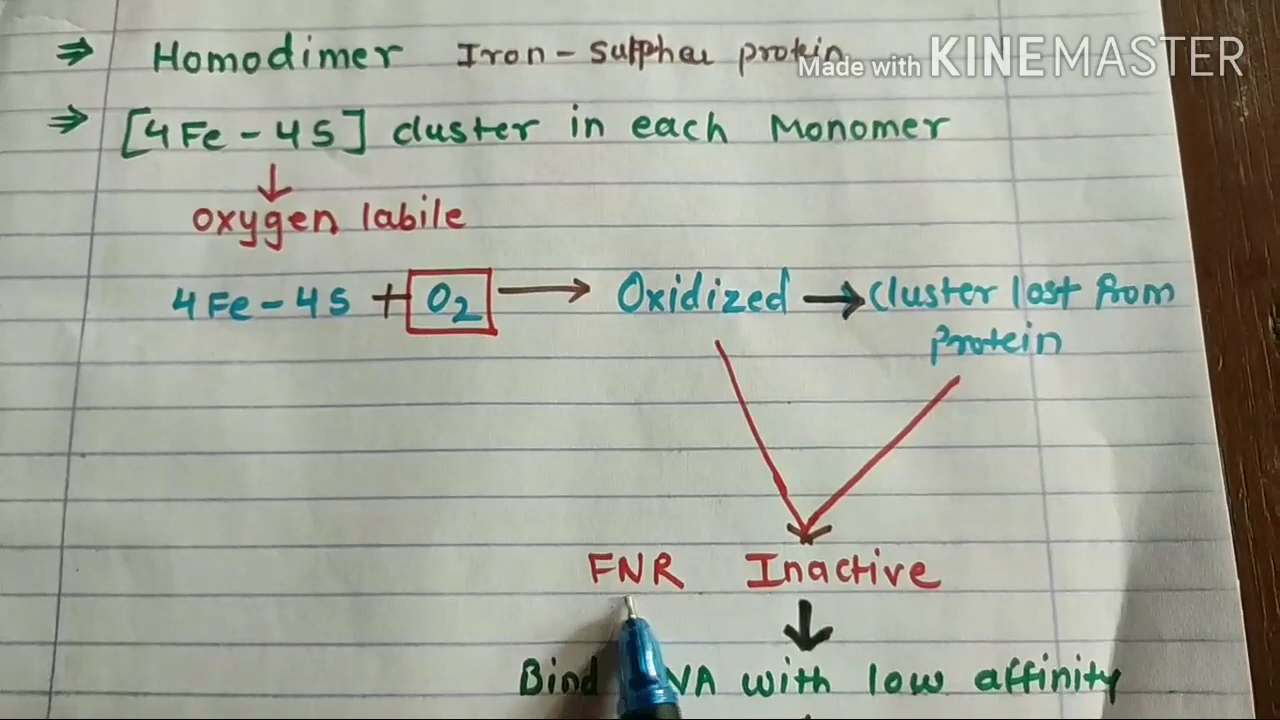 ⇒ Homodimer Iron - sulphur protein
Made with KINEMASTER
⇒ [4Fe - 4S] cluster in each Monomer
↓
oxygen labile
4Fe - 4S + O2 → Oxidized → Cluster lost from
protein
FNR Inactive
↓
Bind with low affinity